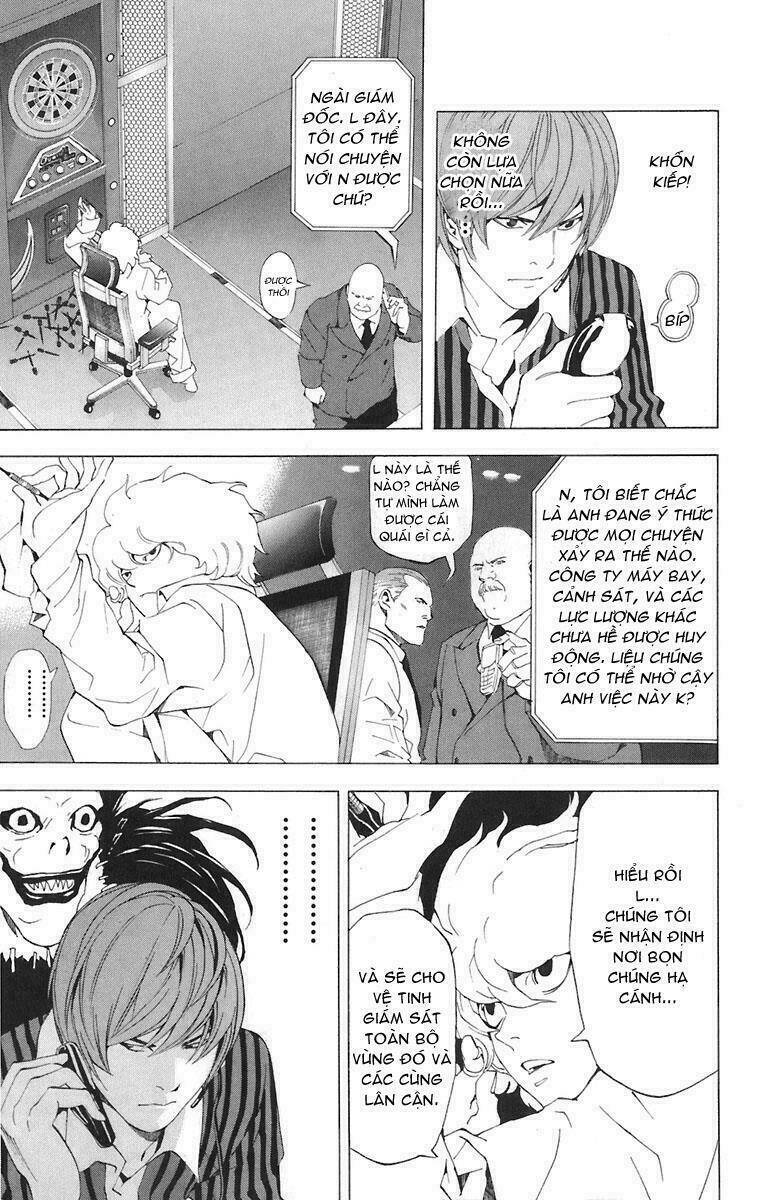 KHỐN
KIẾP!
KHÔNG
CÒN LỰA
CHỌN NỮA
RỒI...
BÍP
NGÀI GIÁM
ĐỐC. L ĐÂY.
TÔI CÓ THỂ
NÓI CHUYỆN
VỚI N ĐƯỢC
CHỨ?
ĐƯỢC
THÔI
N, TÔI BIẾT CHẮC
LÀ ANH ĐANG Ý THỨC
ĐƯỢC MỌI CHUYỆN
XẢY RA THẾ NÀO.
CÔNG TY MÁY BAY,
CẢNH SÁT, VÀ CÁC
LỰC LƯỢNG KHÁC
CHƯA HỀ ĐƯỢC HUY
ĐỘNG. LIỆU CHÚNG
TÔI CÓ THỂ NHỜ CẬY
ANH VIỆC NÀY K?
L NÀY LÀ THẾ
NÀO? CHẲNG
TỰ MÌNH LÀM
ĐƯỢC CÁI
QUÁI GÌ CẢ.
........
HIỂU RỒI
L...
CHÚNG TÔI
SẼ NHẬN ĐỊNH
NƠI BỌN
CHÚNG HẠ
CÁNH...
VÀ SẼ CHO
VỆ TINH
GIÁM SÁT
TOÀN BỘ
VÙNG ĐÓ VÀ
CÁC CÙNG
LÂN CẬN.
........